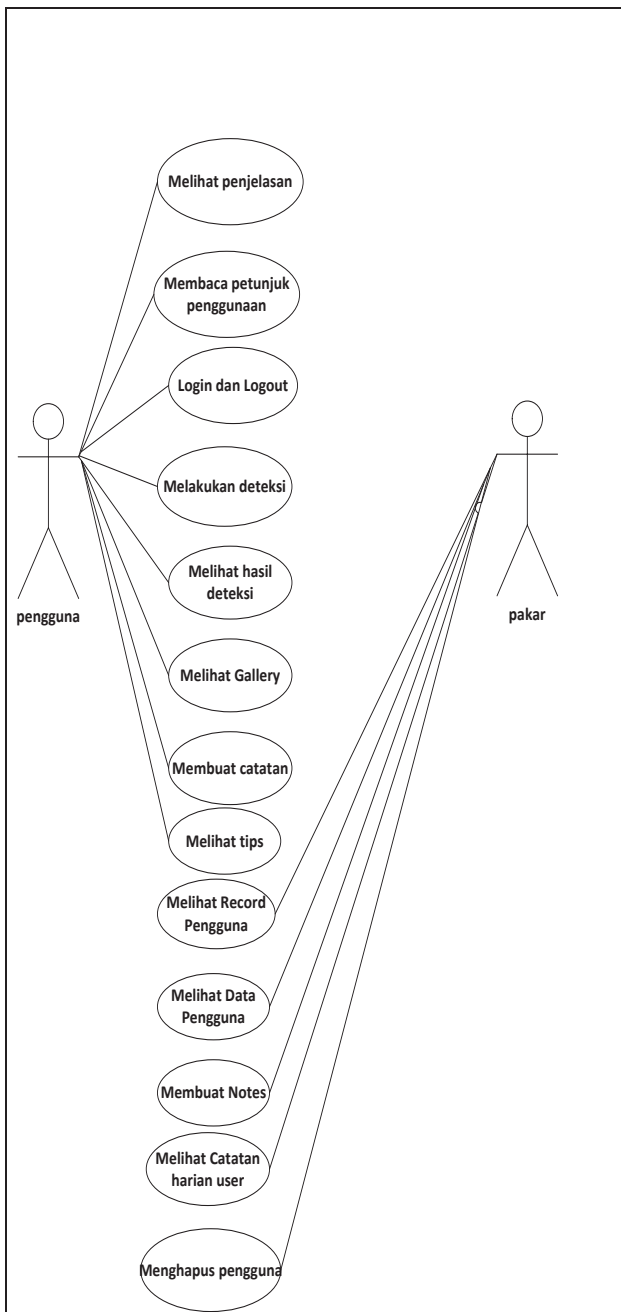 Melihat penjelasan
Membaca petunjuk
penggunaan
Login dan Logout
Melakukan deteksi
Melihat hasil
deteksi
pengguna
pakar
Melihat Gallery
Membuat catatan
Melihat tips
Melihat Record
Pengguna
Melihat Data
Pengguna
Membuat Notes
Melihat Catatan
harian user
Menghapus pengguna